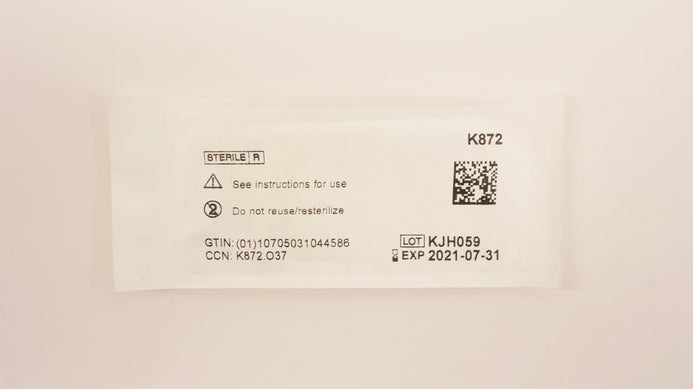 K872
STERILE R
See instructions for use
2 Do not reuse/resterilize
GTIN: (01)10705031044586
CCN: K872.O37
LOT KJH059
EXP 2021-07-31